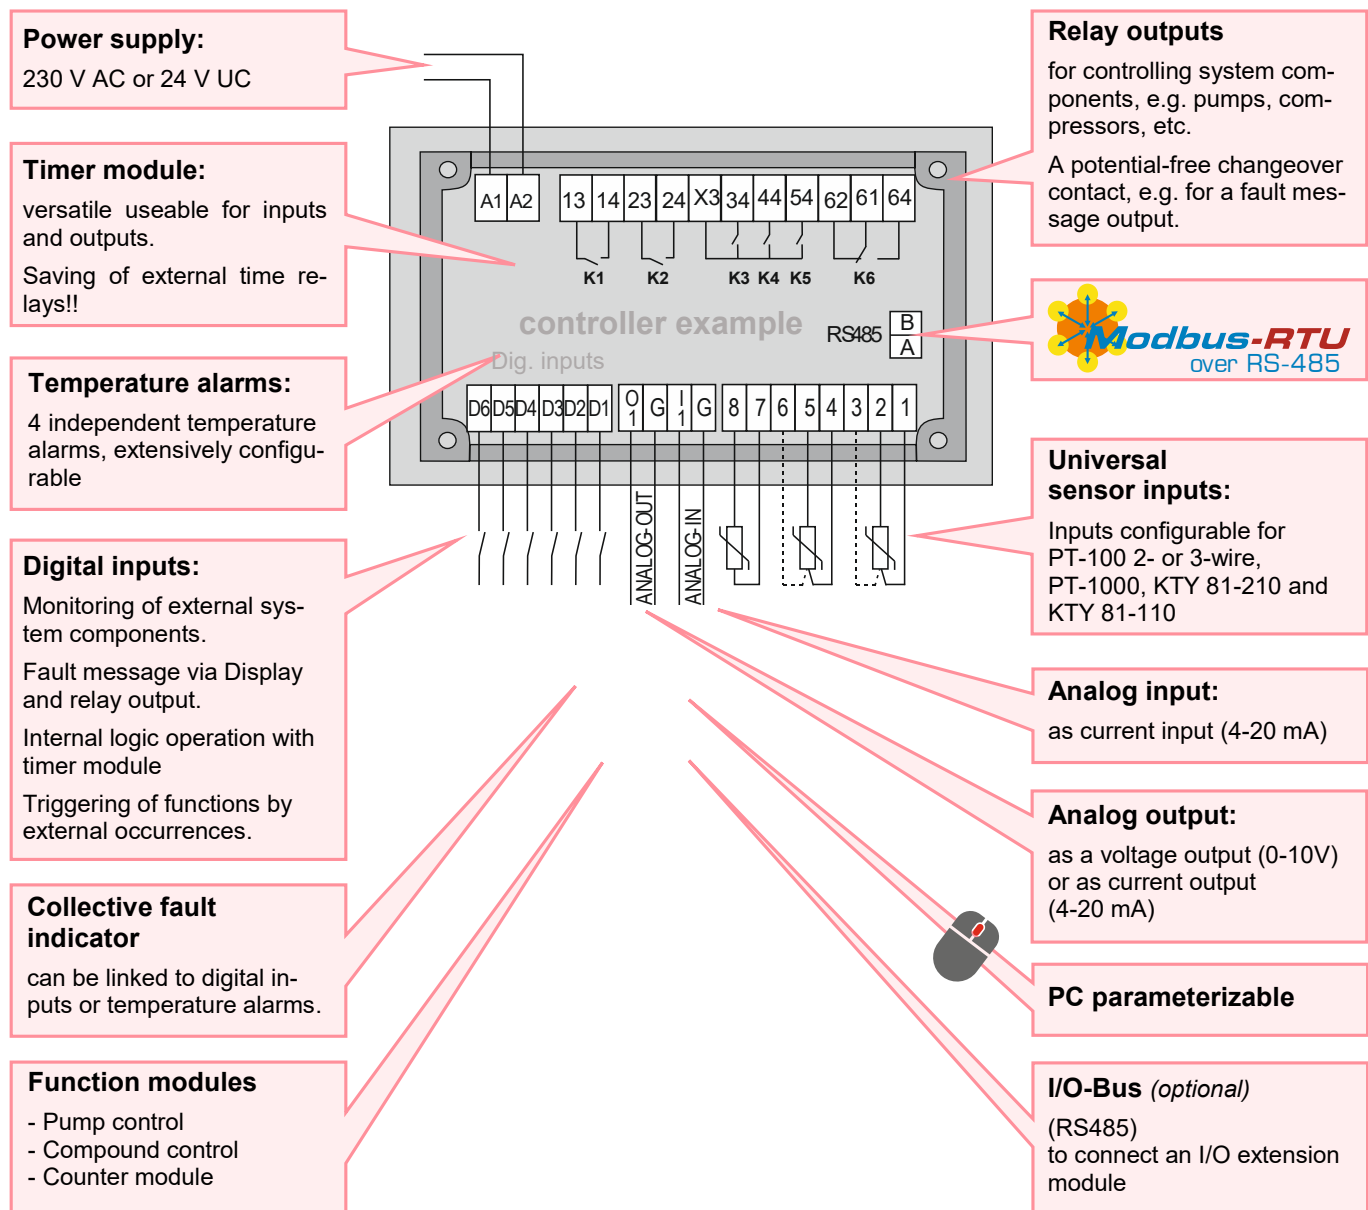 Power supply:
230 V AC or 24 V UC
Timer module:
versatile useable for inputs
and outputs.
Saving of external time re-
lays!!
Temperature alarms:
4 independent temperature
alarms, extensively configu-
rable
Digital inputs:
Monitoring of external sys-
tem components.
Fault message via Display
and relay output.
Internal logic operation with
timer module
Triggering of functions by
external occurrences.
Collective fault
indicator
can be linked to digital in-
puts or temperature alarms.
Function modules
- Pump control
- Compound control
- Counter module
A1 A2 13 14 23 24 X3 34 44 54 62 61 64
K1 K2 K3 K4 K5 K6
controller example
RS485 B
A
Dig. inputs
D6 D5 D4 D3 D2 D1 O1 G I1 G 8 7 6 5 4 3 2 1
ANALOG-OUT
ANALOG-IN
Relay outputs
for controlling system com-
ponents, e.g. pumps, com-
pressors, etc.
A potential-free changeover
contact, e.g. for a fault mes-
sage output.
Modbus-RTU
over RS-485
Universal
sensor inputs:
Inputs configurable for
PT-100 2- or 3-wire,
PT-1000, KTY 81-210 and
KTY 81-110
Analog input:
as current input (4-20 mA)
Analog output:
as a voltage output (0-10V)
or as current output
(4-20 mA)
PC parameterizable
I/O-Bus (optional)
(RS485)
to connect an I/O extension
module